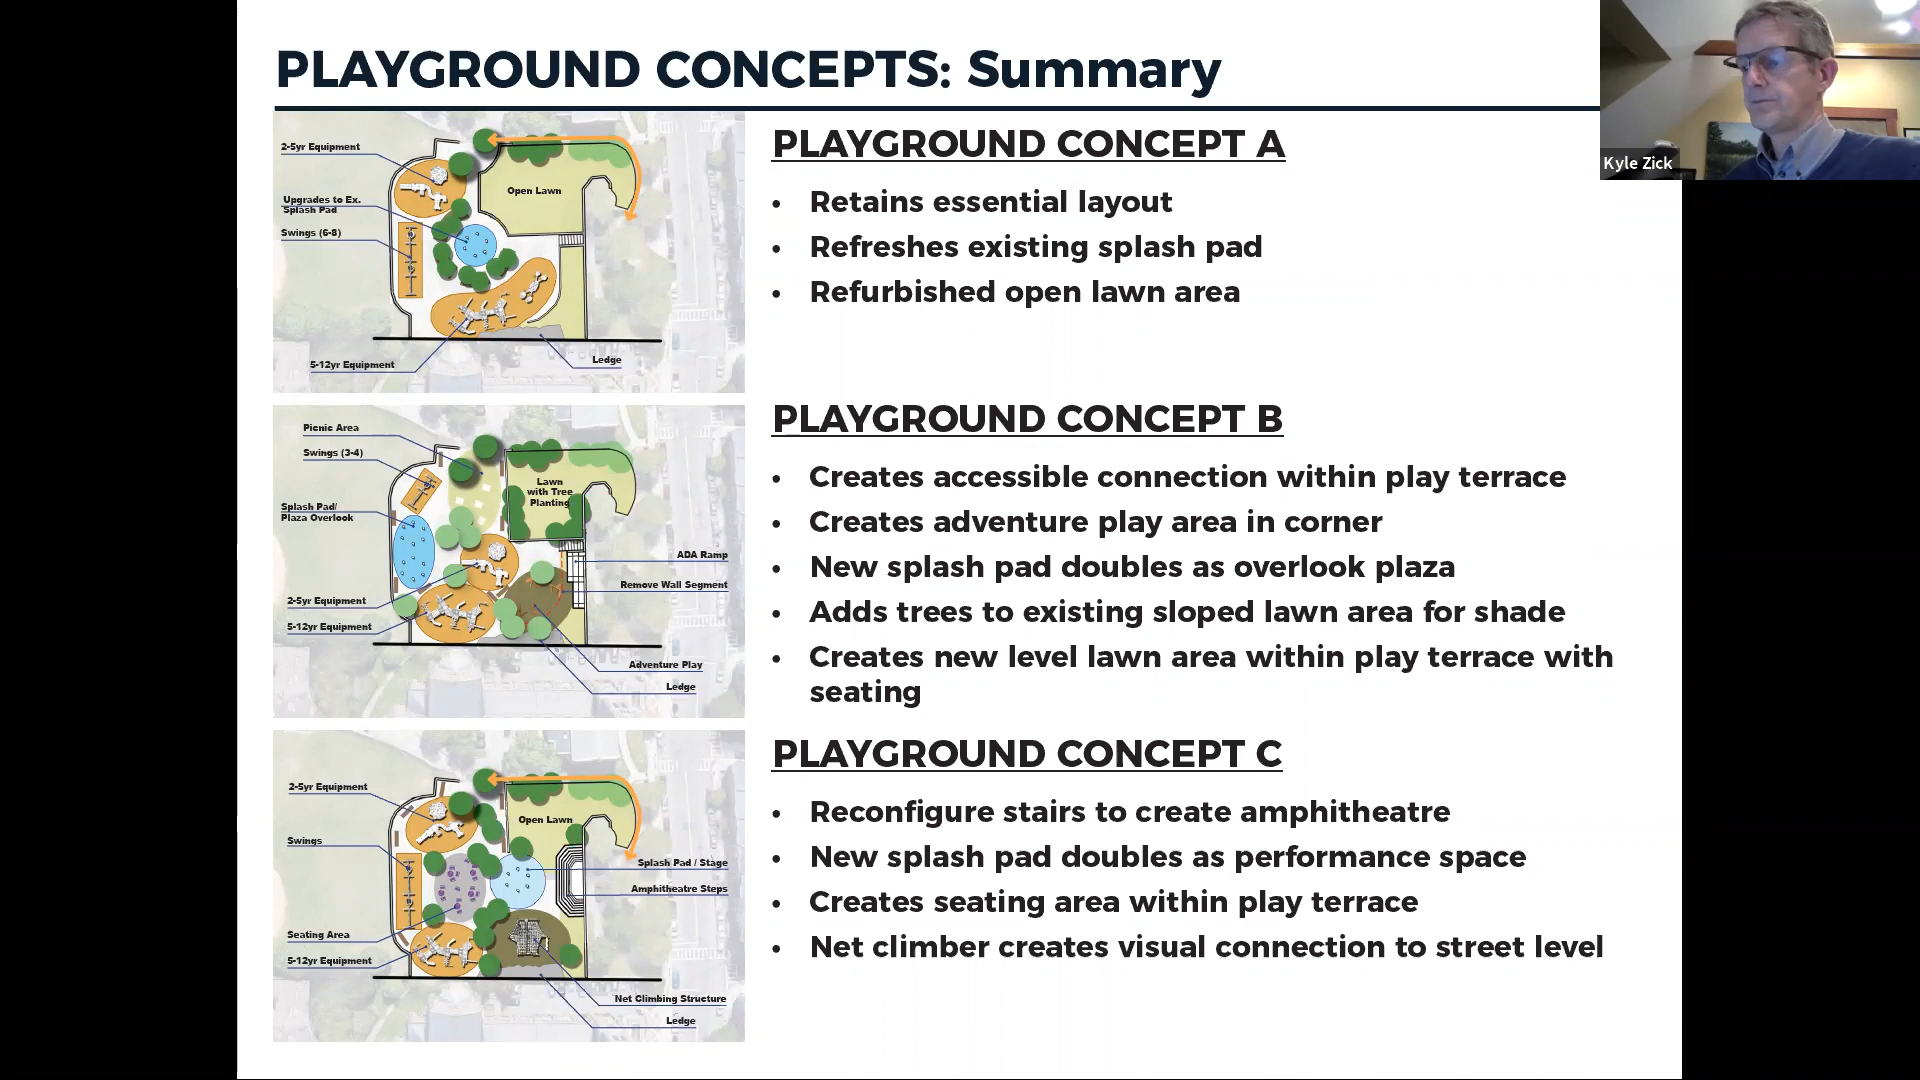 PLAYGROUND CONCEPTS: Summary
Kyle Zick
2-5yr Equipment
Upgrades to Ex.
Splash Pad
Swings (6-8)
Open Lawn
5-12yr Equipment
Ledge
PLAYGROUND CONCEPT A
• Retains essential layout
• Refreshes existing splash pad
• Refurbished open lawn area
Picnic Area
Swings (3-4)
Splash Pad/
Plaza Overlook
Lawn
with Tree
Planting
ADA Ramp
Remove Wall Segment
2-5yr Equipment
5-12yr Equipment
Adventure Play
Ledge
PLAYGROUND CONCEPT B
• Creates accessible connection within play terrace
• Creates adventure play area in corner
• New splash pad doubles as overlook plaza
• Adds trees to existing sloped lawn area for shade
• Creates new level lawn area within play terrace with
seating
2-5yr Equipment
Swings
Open Lawn
Splash Pad / Stage
Amphitheatre Steps
Seating Area
5-12yr Equipment
Net Climbing Structure
Ledge
PLAYGROUND CONCEPT C
• Reconfigure stairs to create amphitheatre
• New splash pad doubles as performance space
• Creates seating area within play terrace
• Net climber creates visual connection to street level